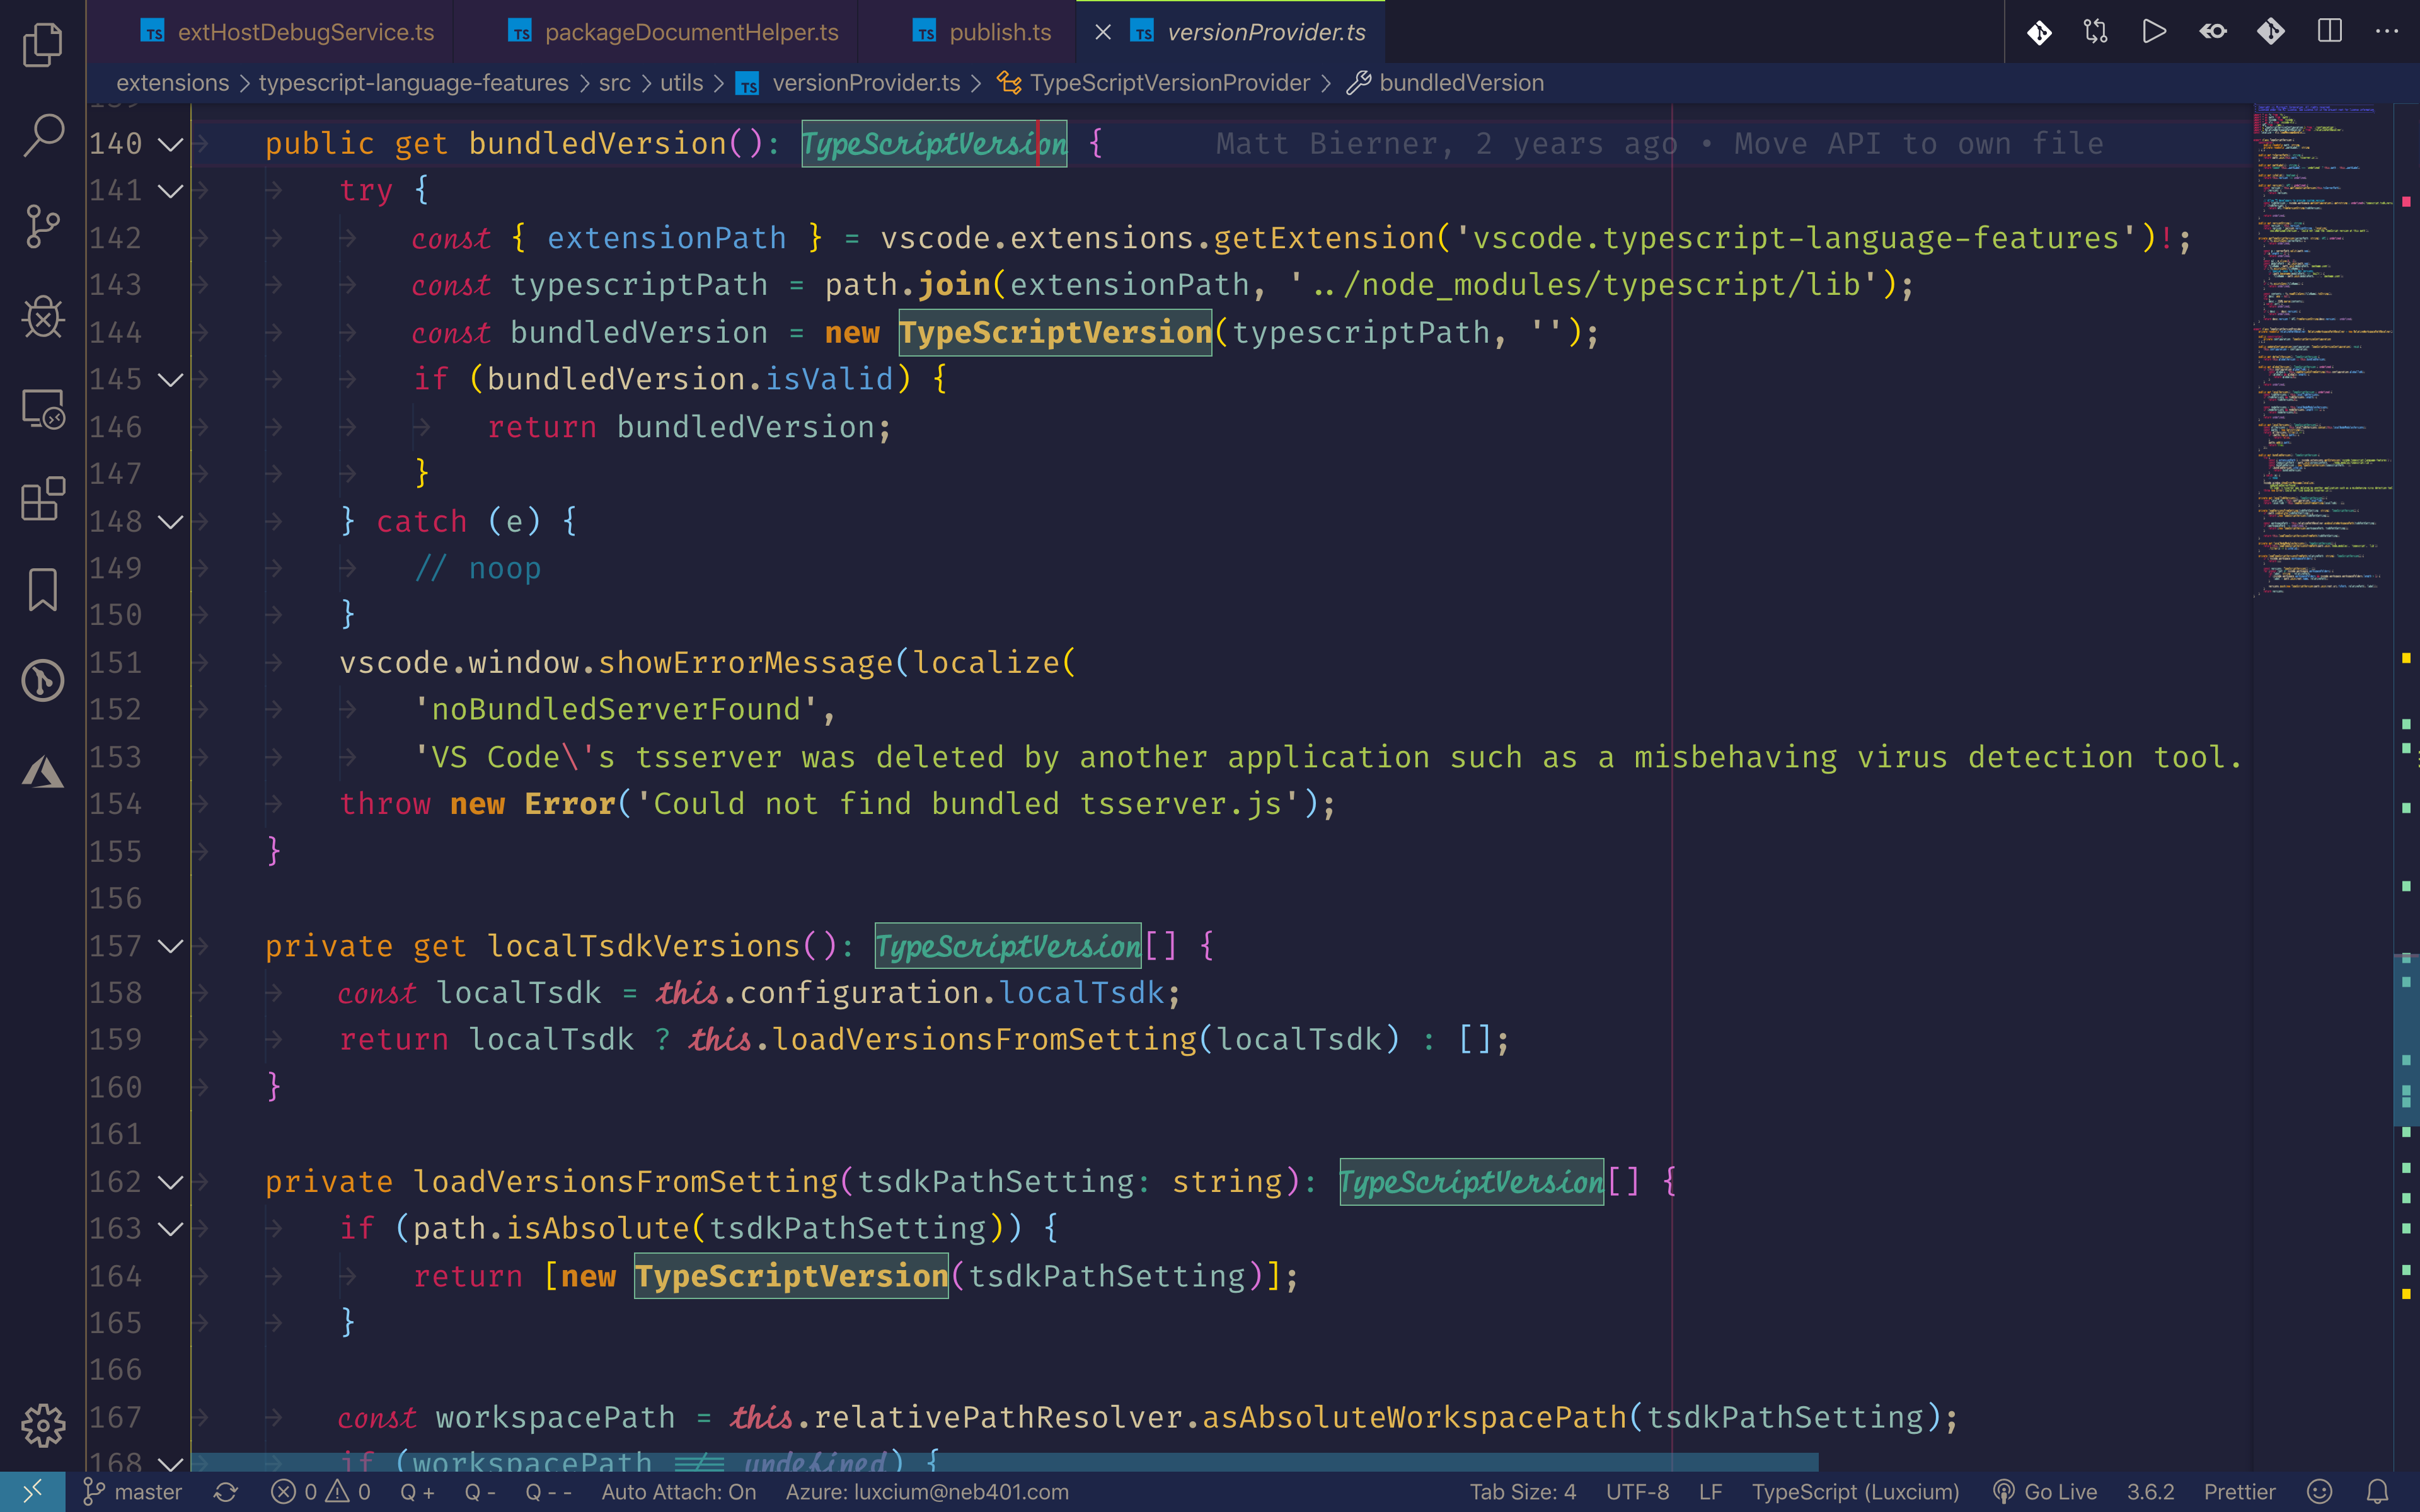 TS extHostDebugService.ts TS packageDocumentHelper.ts TS publish.ts TS versionProvider.ts
extensions > typescript-language-features > src > utils > TS versionProvider.ts > TypeScriptVersionProvider > bundledVersion
140 public get bundledVersion(): TypeScriptVersion { Matt Bierner, 2 years ago • Move API to own file
141 try {
142 const { extensionPath } = vscode.extensions.getExtension('vscode.typescript-language-features')!;
143 const typescriptPath = path.join(extensionPath, '../node_modules/typescript/lib');
144 const bundledVersion = new TypeScriptVersion(typescriptPath, '');
145 if (bundledVersion.isValid) {
146 return bundledVersion;
147 }
148 } catch (e) {
149 // noop
150 }
151 vscode.window.showErrorMessage(localize(
152 'noBundledServerFound',
153 'VS Code\'s tsserver was deleted by another application such as a misbehaving virus detection tool.
154 throw new Error('Could not find bundled tsserver.js');
155 }
156
157 private get localTsdkVersions(): TypeScriptVersion[] {
158 const localTsdk = this.configuration.localTsdk;
159 return localTsdk ? this.loadVersionsFromSetting(localTsdk) : [];
160 }
161
162 private loadVersionsFromSetting(tsdkPathSetting: string): TypeScriptVersion[] {
163 if (path.isAbsolute(tsdkPathSetting)) {
164 return [new TypeScriptVersion(tsdkPathSetting)];
165 }
166
167 const workspacePath = this.relativePathResolver.asAbsoluteWorkspacePath(tsdkPathSetting);
168 if (workspacePath !== undefined) {
master 0 0 Q + Q - Q - - Auto Attach: On Azure: luxcium@neb401.com Tab Size: 4 UTF-8 LF TypeScript (Luxcium) Go Live 3.6.2 Prettier